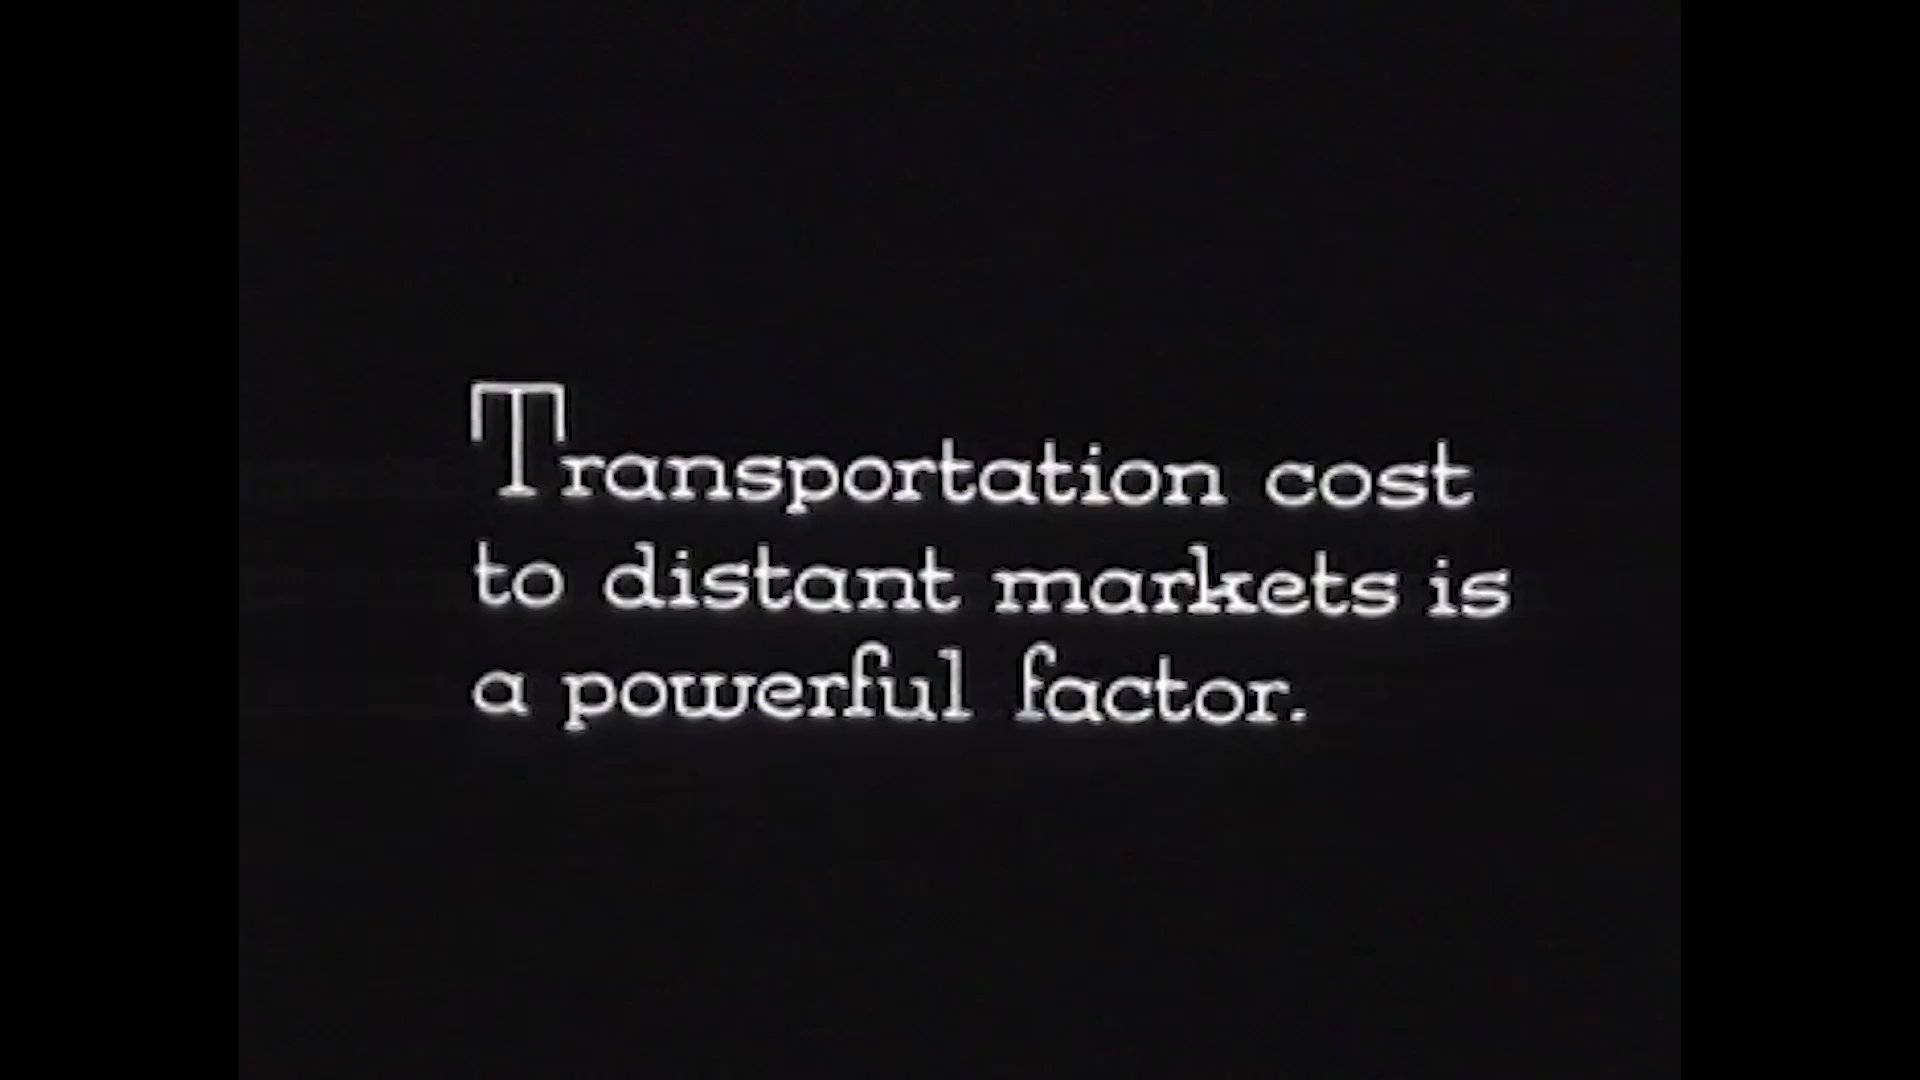 Transportation cost
to distant markets is
a powerful factor.